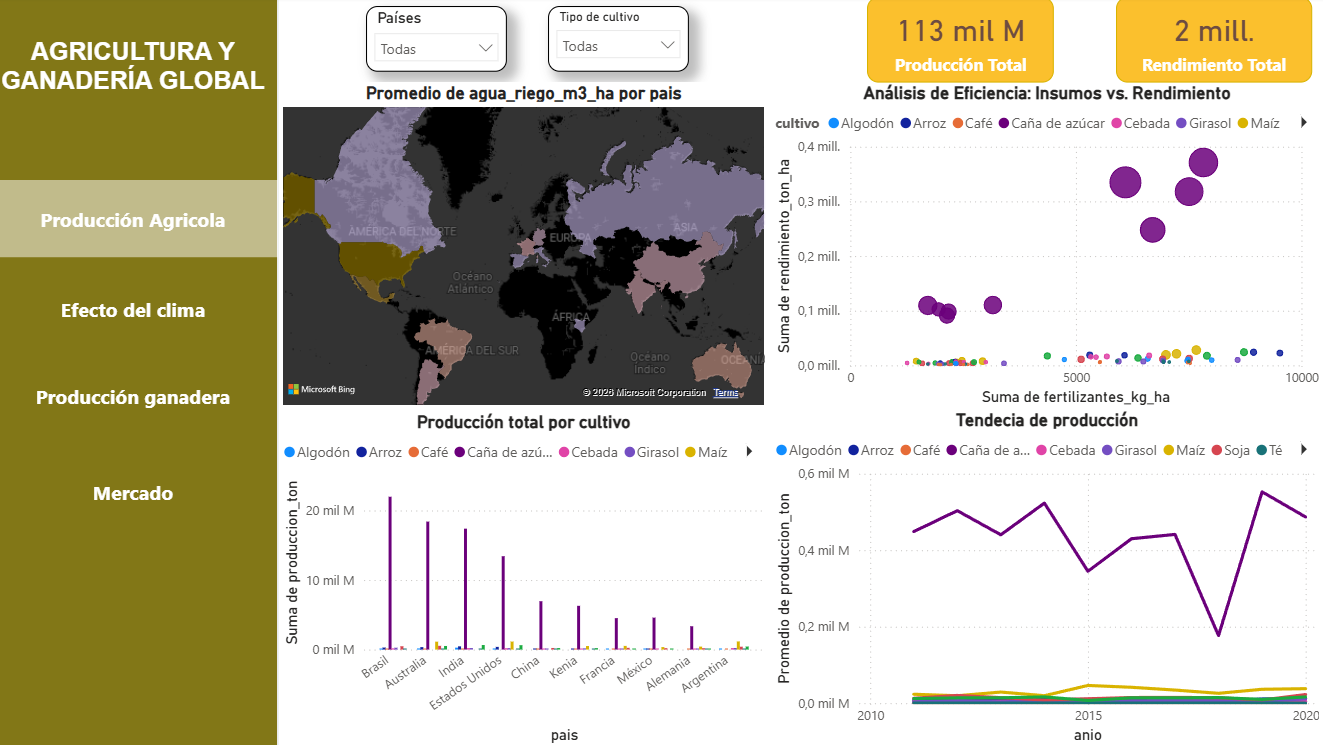 AGRICULTURA Y
GANADERÍA GLOBAL
Producción Agricola
Efecto del clima
Producción ganadera
Mercado
Países
Todas
Tipo de cultivo
Todas
113 mil M
Producción Total
2 mill.
Rendimiento Total
Promedio de agua_riego_m3_ha por pais
AMÉRICA DEL NORTE
EUROPA
ASIA
Océano
Atlántico
ÁFRICA
AMÉRICA DEL SUR
Océano
Índico
OCEANÍA
Microsoft Bing
© 2026 Microsoft Corporation Terms
Análisis de Eficiencia: Insumos vs. Rendimiento
cultivo Algodón Arroz Café Caña de azúcar Cebada Girasol Maíz
Suma de rendimiento_ton_ha
0,4 mill.
0,3 mill.
0,2 mill.
0,1 mill.
0,0 mill.
0 5000 10000
Suma de fertilizantes_kg_ha
Producción total por cultivo
Algodón Arroz Café Caña de azú... Cebada Girasol Maíz
Suma de produccion_ton
20 mil M
10 mil M
0 mil M
Brasil Australia India Estados Unidos China Kenia Francia México Alemania Argentina
pais
Tendecia de producción
Algodón Arroz Café Caña de a... Cebada Girasol Maíz Soja Té
Promedio de produccion_ton
0,6 mil M
0,4 mil M
0,2 mil M
0,0 mil M
2010 2015 2020
anio